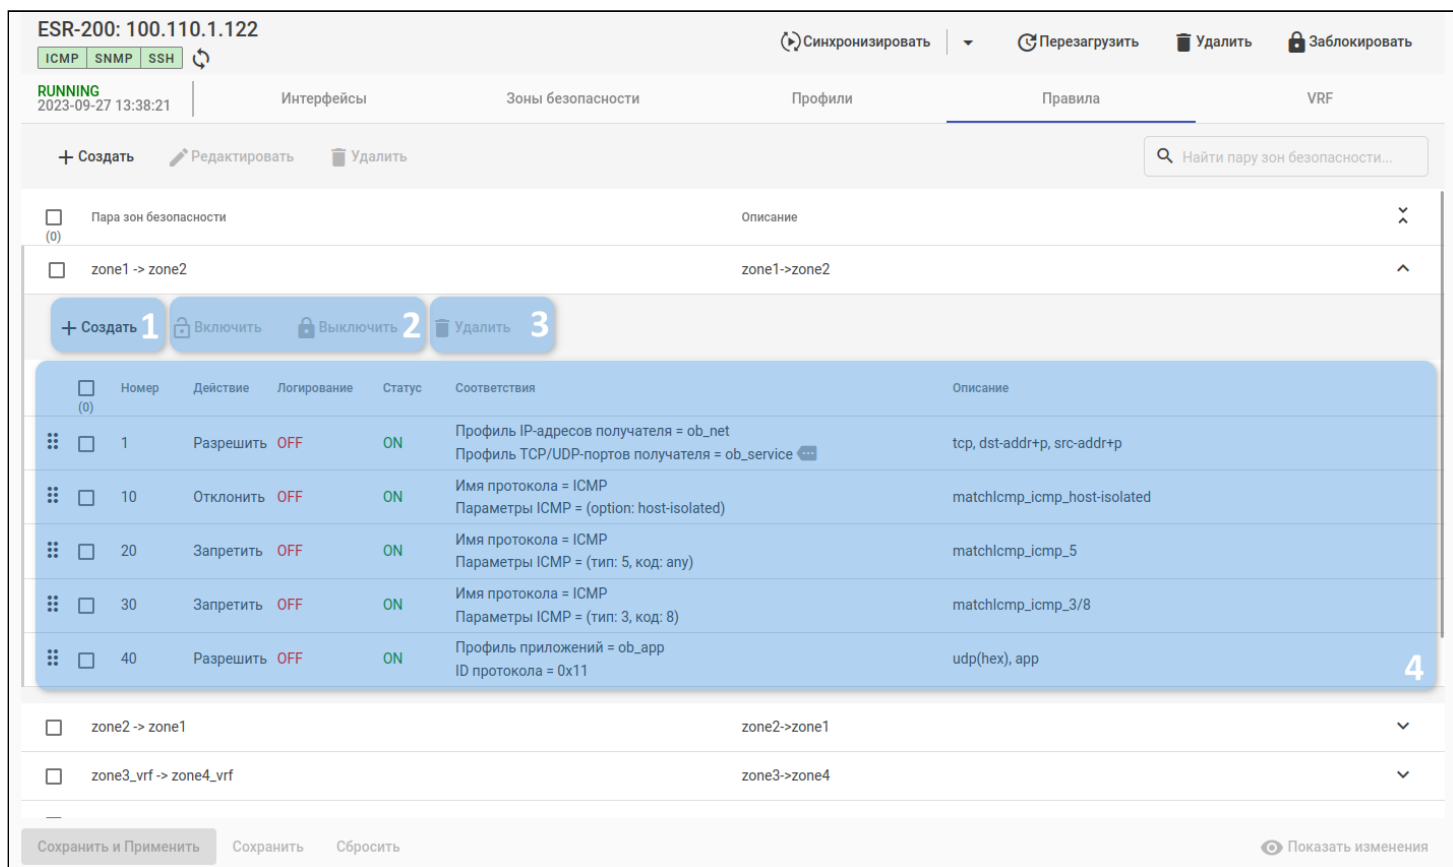 ESR-200: 100.110.1.122
Синхронизировать Перезагрузить Удалить Заблокировать
ICMP SNMP SSH
RUNNING
2023-09-27 13:38:21
Интерфейсы Зоны безопасности Профили Правила VRF
Создать Редактировать Удалить Найти пару зон безопасности...
Пара зон безопасности Описание
(0)
zone1 -> zone2 zone1->zone2
Создать 1 Включить Выключить 2 Удалить 3
Номер Действие Логирование Статус Соответствия Описание
(0)
1 Разрешить OFF ON Профиль IP-адресов получателя = ob_net tcp, dst-addr+p, src-addr+p
Профиль TCP/UDP-портов получателя = ob_service
10 Отклонить OFF ON Имя протокола = ICMP matchIcmp_icmp_host-isolated
Параметры ICMP = (option: host-isolated)
20 Запретить OFF ON Имя протокола = ICMP matchIcmp_icmp_5
Параметры ICMP = (тип: 5, код: any)
30 Запретить OFF ON Имя протокола = ICMP matchIcmp_icmp_3/8
Параметры ICMP = (тип: 3, код: 8)
40 Разрешить OFF ON Профиль приложений = ob_app udp(hex), app
ID протокола = 0x11 4
zone2 -> zone1 zone2->zone1
zone3_vrf -> zone4_vrf zone3->zone4
Сохранить и Применить Сохранить Сбросить Показать изменения